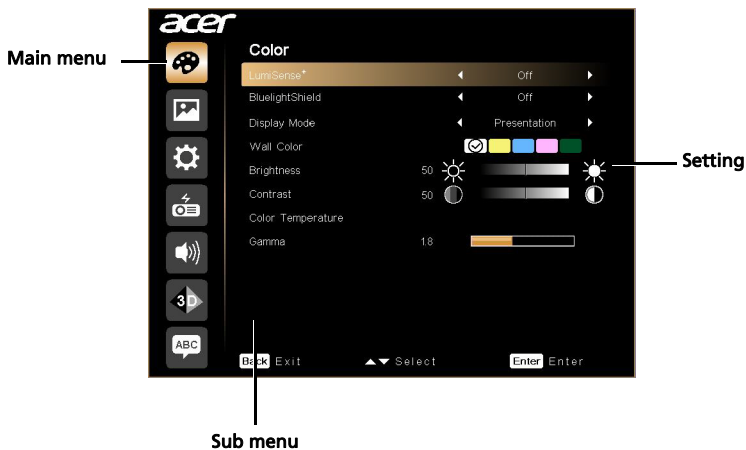 acer
Main menu
Color
LumiSense+ Off
BluelightShield Off
Display Mode Presentation
Wall Color
Setting
Brightness 50
Contrast 50
Color Temperature
Gamma 1.8
3D
ABC
Back Exit Select Enter Enter
Sub menu